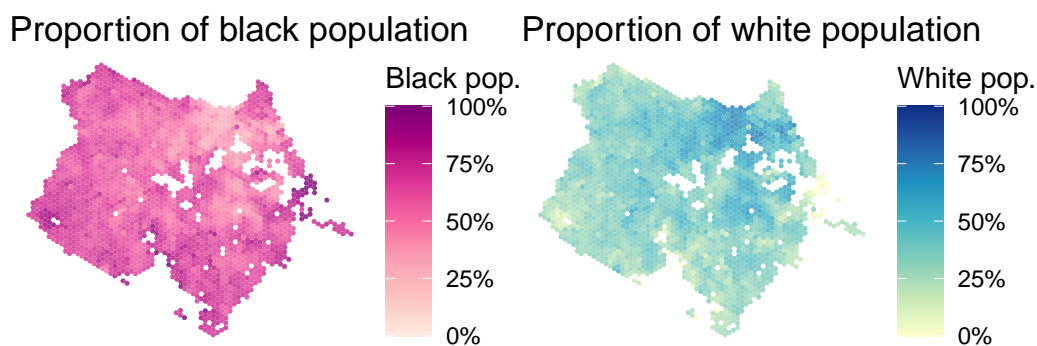 Proportion of black population
Black pop.
100%
75%
50%
25%
0%
Proportion of white population
White pop.
100%
75%
50%
25%
0%